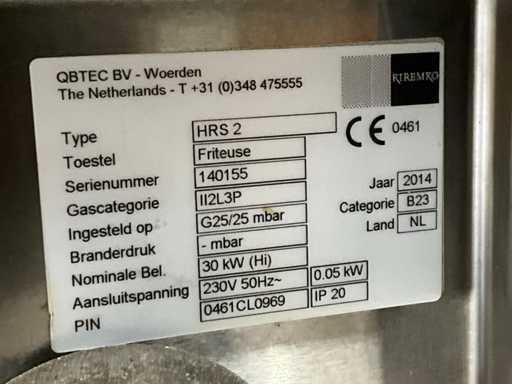 QBTEC BV - Woerden
The Netherlands - T +31 (0)348 475555
KIREMKO
Type HRS 2
CE 0461
Toestel Friteuse
Serienummer 140155
Jaar 2014
Gascategorie II2L3P
Categorie B23
Ingesteld op G25/25 mbar
Land NL
Branderdruk - mbar
Nominale Bel. 30 kW (Hi)
Aansluitspanning 230V 50Hz~ 0.05 kW
PIN 0461CL0969 IP 20